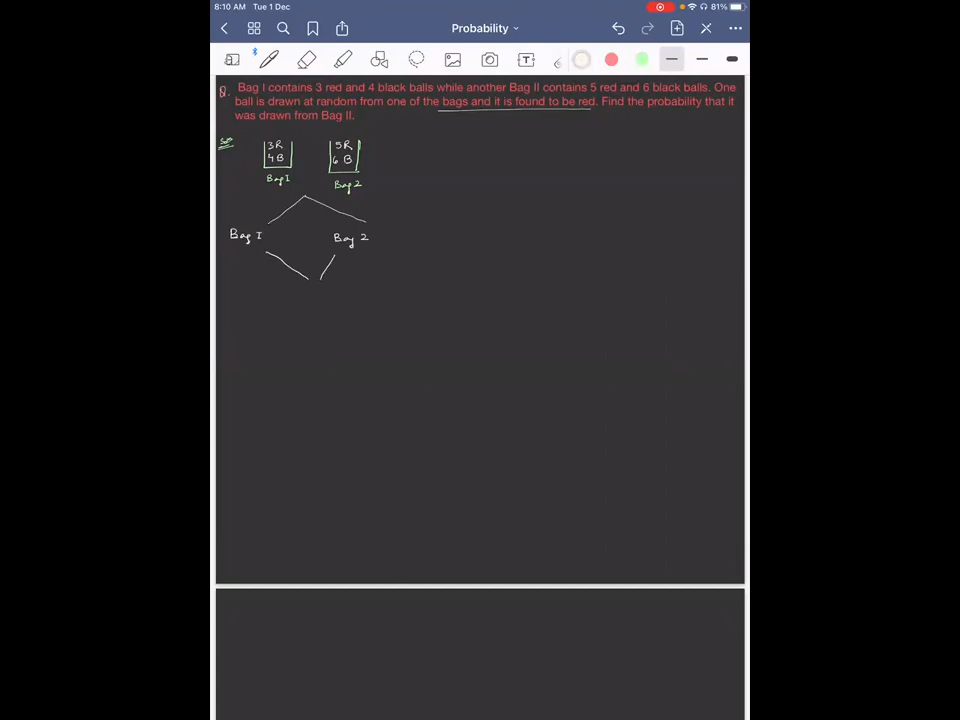 8:10 AM Tue 1 Dec
81%
Probability
T
Q. Bag I contains 3 red and 4 black balls while another Bag II contains 5 red and 6 black balls. One
ball is drawn at random from one of the bags and it is found to be red. Find the probability that it
was drawn from Bag II.
Sol
3R 5R
4B 6 B
Bag I Bag 2
Bag I Bag 2